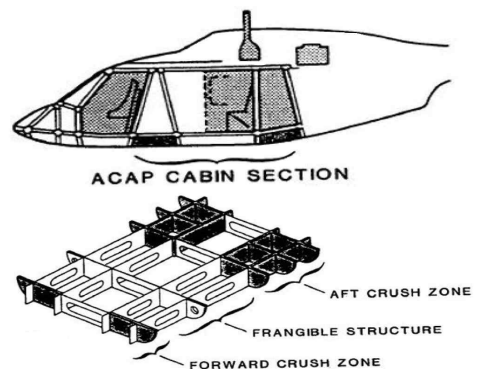 ACAP CABIN SECTION
AFT CRUSH ZONE
FRANGIBLE STRUCTURE
FORWARD CRUSH ZONE